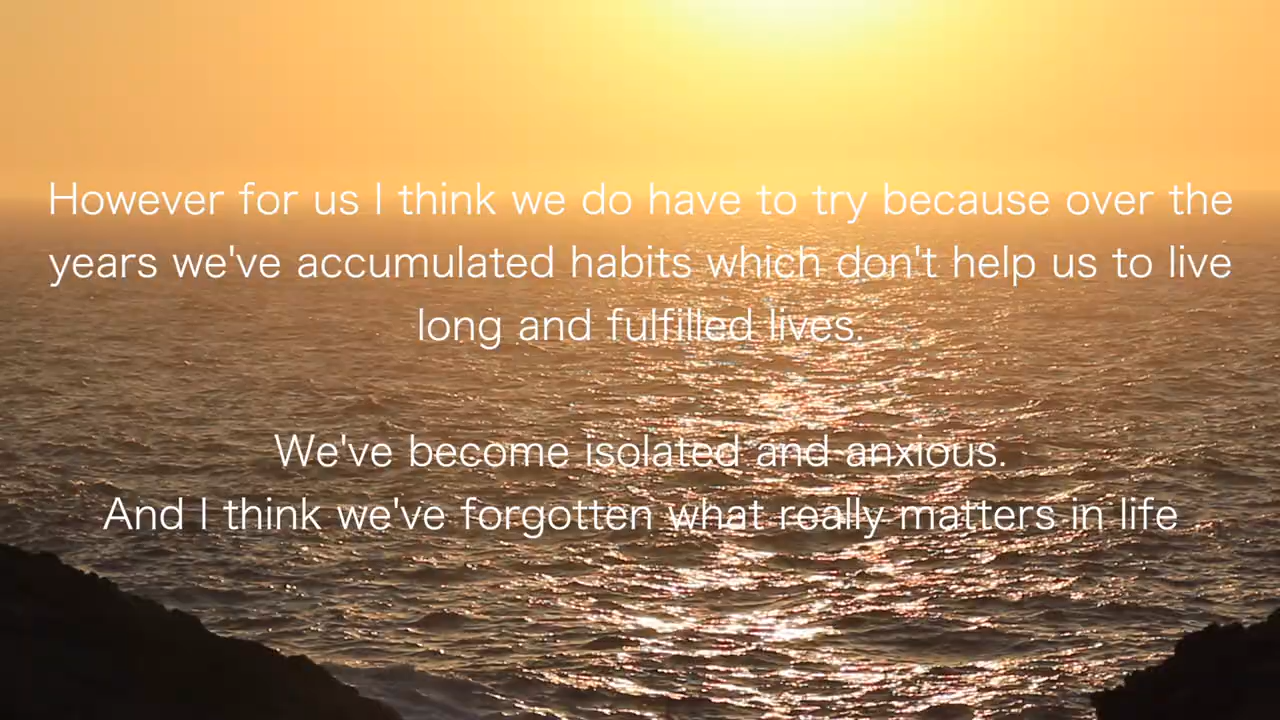 However for us I think we do have to try because over the
years we've accumulated habits which don't help us to live
long and fulfilled lives.
We've become isolated and anxious.
And I think we've forgotten what really matters in life